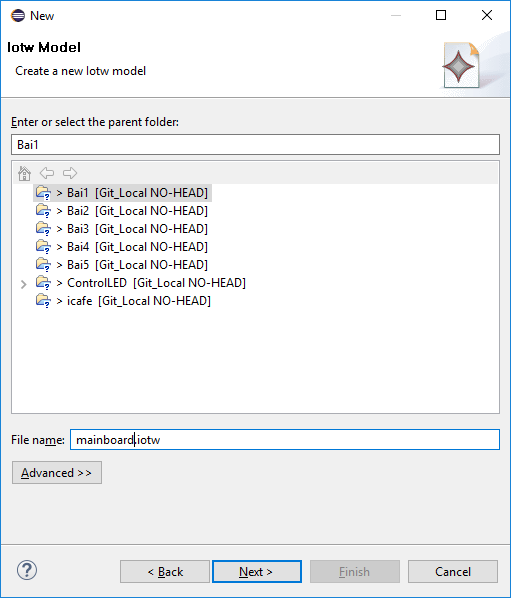 New
Iotw Model
Create a new Iotw model
Enter or select the parent folder:
Bai1
> Bai1 [Git_Local NO-HEAD]
> Bai2 [Git_Local NO-HEAD]
> Bai3 [Git_Local NO-HEAD]
> Bai4 [Git_Local NO-HEAD]
> Bai5 [Git_Local NO-HEAD]
> ControlLED [Git_Local NO-HEAD]
> icafe [Git_Local NO-HEAD]
File name: mainboard.iotw
Advanced >>
? < Back Next > Finish Cancel